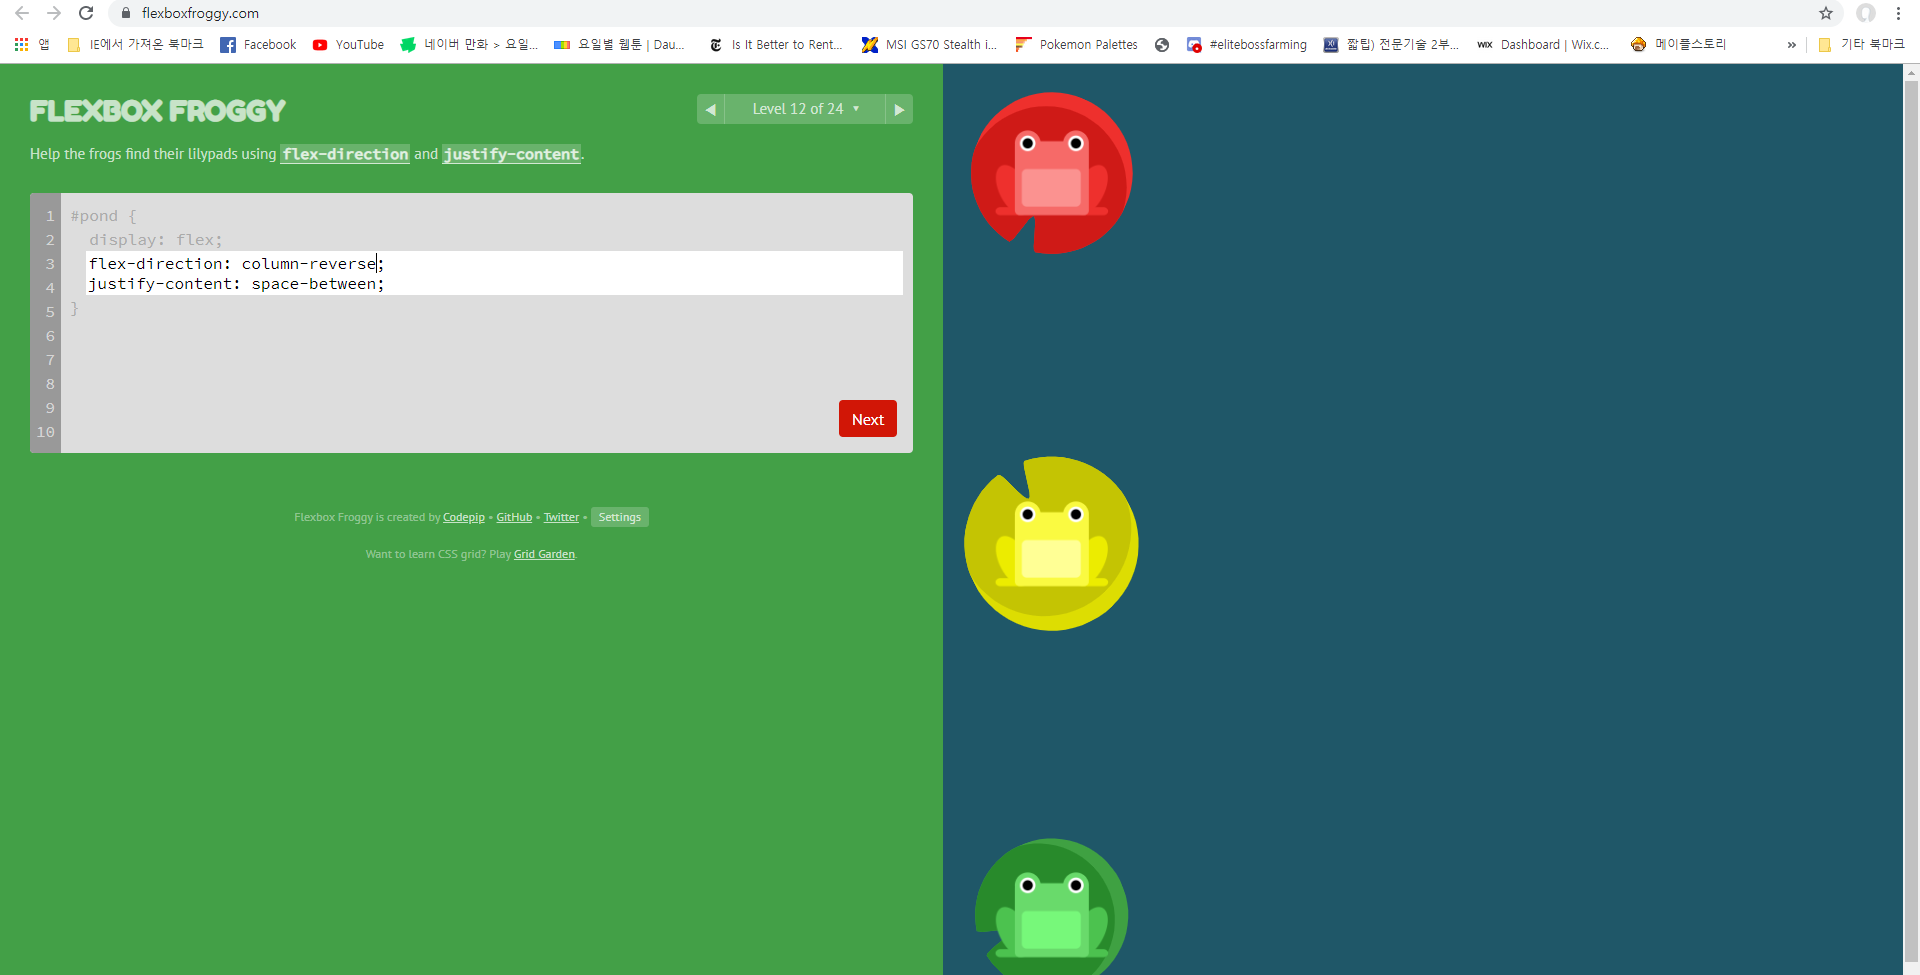 flexboxfroggy.com
앱 IE에서 가져온 북마크 Facebook YouTube 네이버 만화 > 요일... 요일별 웹툰 | Dau... Is It Better to Rent... MSI GS70 Stealth i... Pokemon Palettes #elitebossfarming 짧팁) 전문기술 2부... WIX Dashboard | Wix.c... 메이플스토리 » 기타 북마크
FLEXBOX FROGGY
◀ Level 12 of 24 ▼ ▶
Help the frogs find their lilypads using flex-direction and justify-content.
1 #pond {
2 display: flex;
3 flex-direction: column-reverse;
4 justify-content: space-between;
5 }
6
7
8
9
10
Next
Flexbox Froggy is created by Codepip • GitHub • Twitter • Settings
Want to learn CSS grid? Play Grid Garden.